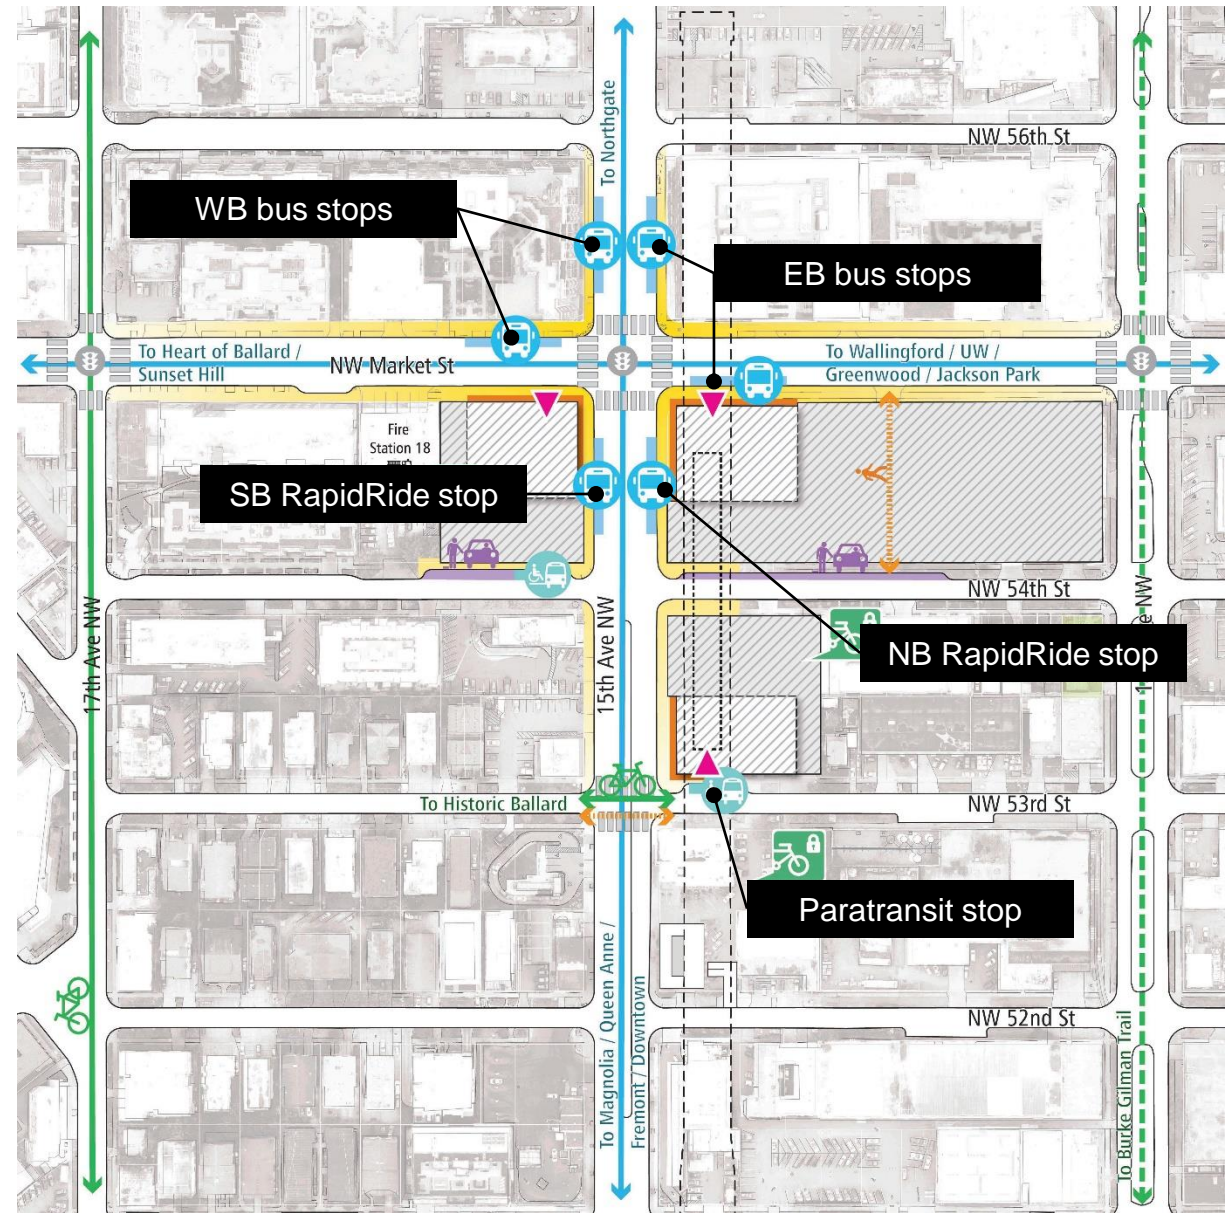 To Northgate
NW 56th St
WB bus stops
EB bus stops
To Heart of Ballard /
Sunset Hill
NW Market St
To Wallingford / UW /
Greenwood / Jackson Park
Fire
Station 18
SB RapidRide stop
NW 54th St
17th Ave NW
15th Ave NW
NW
NB RapidRide stop
To Historic Ballard
NW 53rd St
Paratransit stop
To Magnolia / Queen Anne /
Fremont / Downtown
NW 52nd St
To Burke Gilman Trail